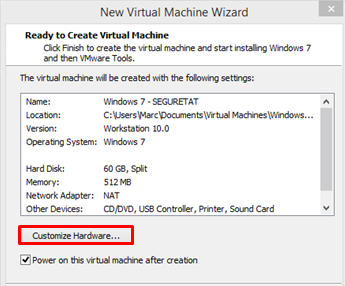 New Virtual Machine Wizard
Ready to Create Virtual Machine
Click Finish to create the virtual machine and start installing Windows 7
and then VMware Tools.
The virtual machine will be created with the following settings:
Name: Windows 7 - SEGURETAT
Location: C:\Users\Marc\Documents\Virtual Machines\Windows...
Version: Workstation 10.0
Operating System: Windows 7
Hard Disk: 60 GB, Split
Memory: 512 MB
Network Adapter: NAT
Other Devices: CD/DVD, USB Controller, Printer, Sound Card
Customize Hardware...
Power on this virtual machine after creation